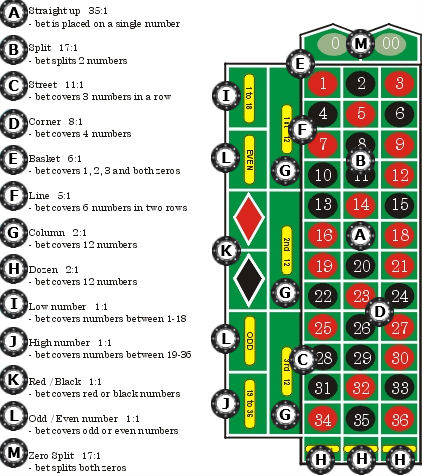 A Straight up 35:1
- bet is placed on a single number
B Split 17:1
- bet splits 2 numbers
C Street 11:1
- bet covers 3 numbers in a row
D Corner 8:1
- bet covers 4 numbers
E Basket 6:1
- bet covers 1, 2, 3 and both zeros
F Line 5:1
- bet covers 6 numbers in two rows
G Column 2:1
- bet covers 12 numbers
H Dozen 2:1
- bet covers 12 numbers
I Low number 1:1
- bet covers numbers between 1-18
J High number 1:1
- bet covers numbers between 19-36
K Red / Black 1:1
- bet covers red or black numbers
L Odd / Even number 1:1
- bet covers odd or even numbers
M Zero Split 17:1
- bet splits both zeros
0 M 00
E
1 2 3
I 1 to 18
4 5 6
1st 12 F
7 8 9
L EVEN
B
G 10 11 12
13 14 15
K
16 A 18
2nd 12
19 20 21
G 22 23 24
D
L ODD
25 26 27
C 28 29 30
3rd 12
31 32 33
J 19 to 36
G 34 35 36
H H H